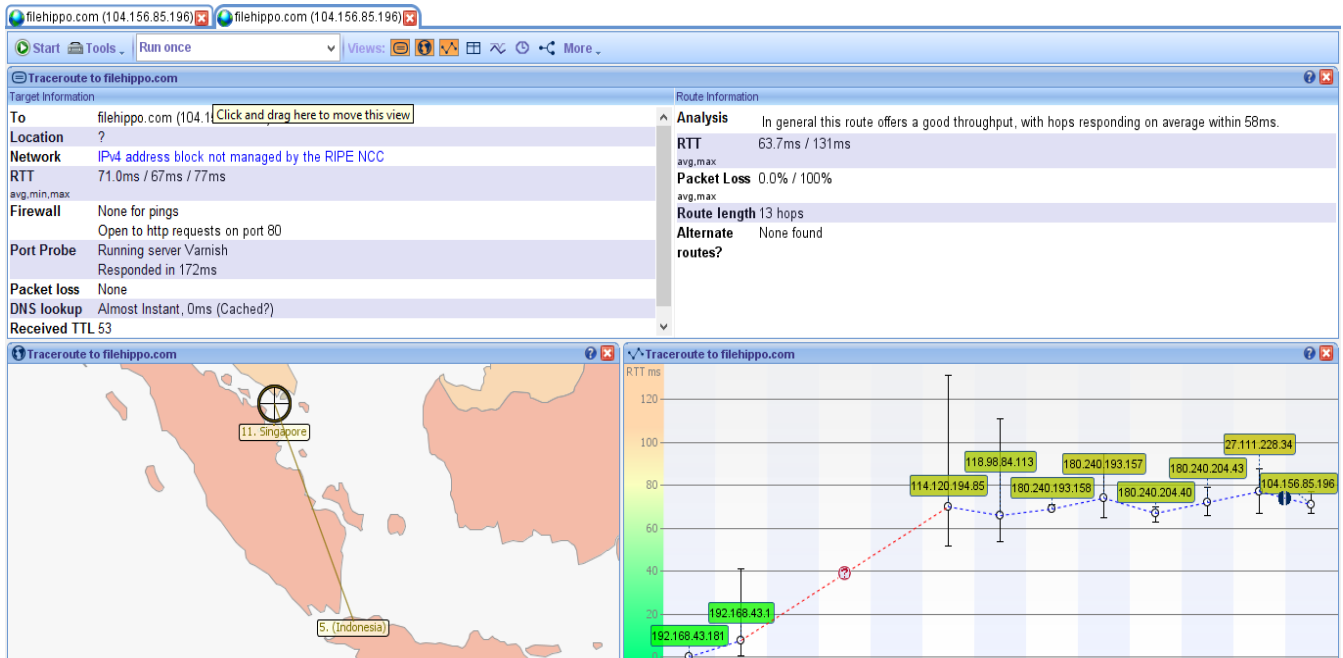 filehippo.com (104.156.85.196) filehippo.com (104.156.85.196)
Start Tools Run once Views: More
Traceroute to filehippo.com
Target Information
To filehippo.com (104.1
Click and drag here to move this view
Location ?
Network IPv4 address block not managed by the RIPE NCC
RTT 71.0ms / 67ms / 77ms
avg,min,max
Firewall None for pings
Open to http requests on port 80
Port Probe Running server Varnish
Responded in 172ms
Packet loss None
DNS lookup Almost Instant, 0ms (Cached?)
Received TTL 53
Route Information
Analysis In general this route offers a good throughput, with hops responding on average within 58ms.
RTT 63.7ms / 131ms
avg,max
Packet Loss 0.0% / 100%
avg,max
Route length 13 hops
Alternate None found
routes?
Traceroute to filehippo.com
11. Singapore
5. (Indonesia)
Traceroute to filehippo.com
RTT ms
120
100
80
60
40
20
0
192.168.43.181
192.168.43.1
?
114.120.194.85
118.98.84.113
180.240.193.158
180.240.193.157
180.240.204.40
180.240.204.43
27.111.228.34
104.156.85.196